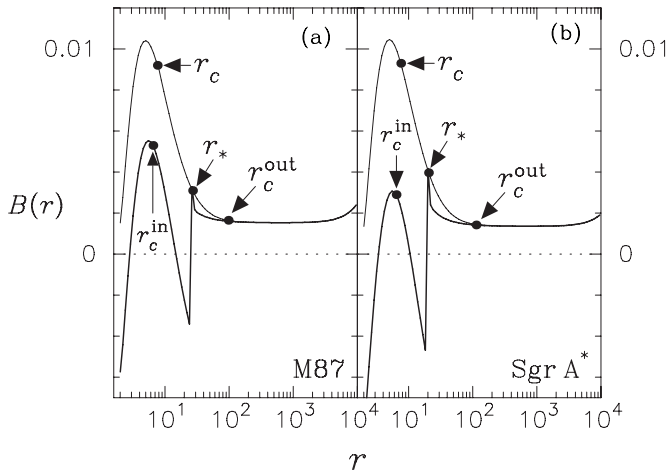 (a)
(b)
0.01
0.01
r_c
r_c
r_c^in
r_*
r_*
r_c^out
r_c^out
B(r)
r_c^in
0
0
M87
Sgr A*
10^1
10^2
10^3
10^4
10^1
10^2
10^3
10^4
r